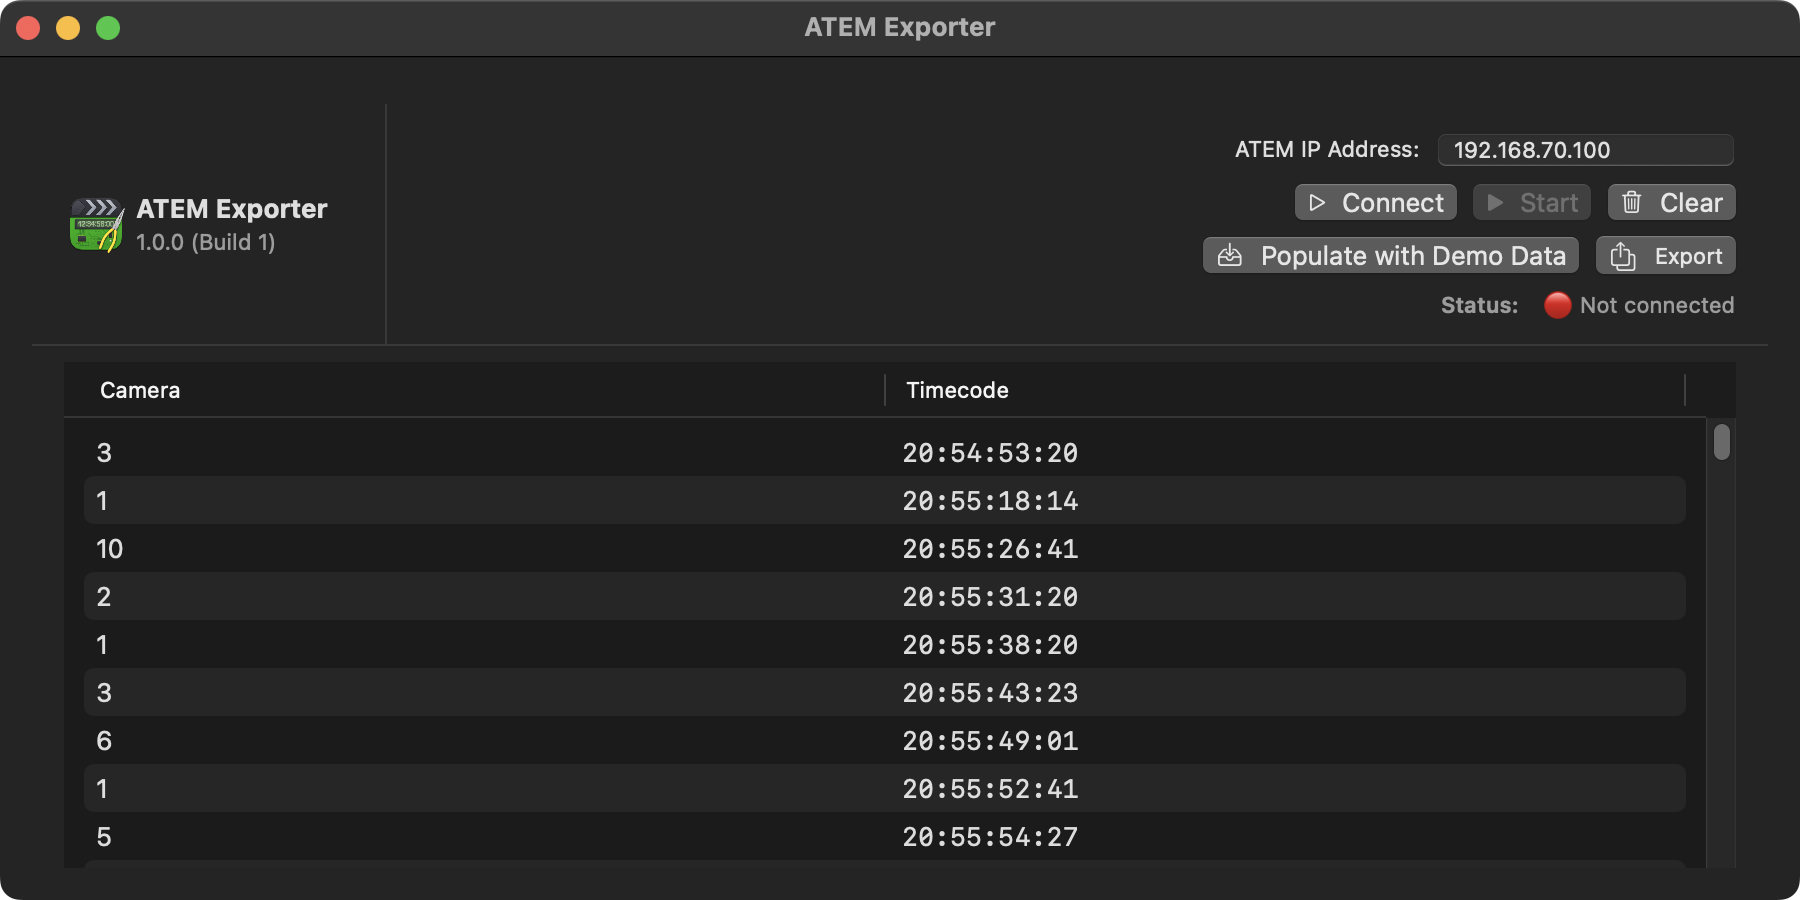 ATEM Exporter
ATEM IP Address: 192.168.70.100
ATEM Exporter
1.0.0 (Build 1)
Connect Start Clear
Populate with Demo Data Export
Status: Not connected
Camera Timecode
3 20:54:53:20
1 20:55:18:14
10 20:55:26:41
2 20:55:31:20
1 20:55:38:20
3 20:55:43:23
6 20:55:49:01
1 20:55:52:41
5 20:55:54:27